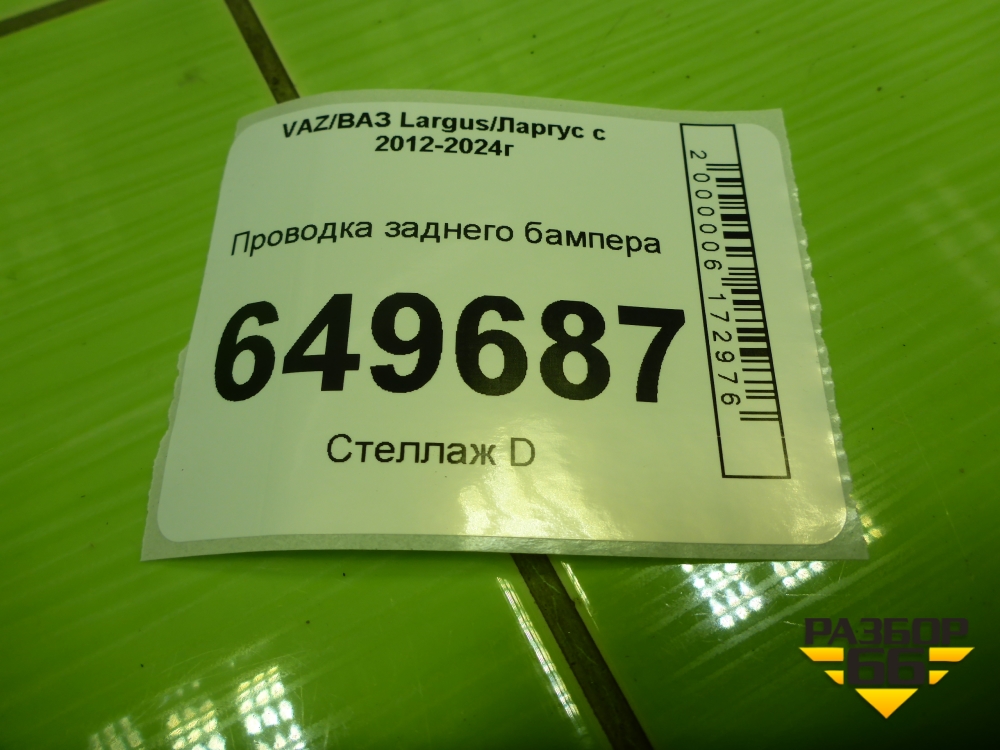 VAZ/ВАЗ Largus/Ларгус с
2012-2024г
Проводка заднего бампера
649687
Стеллаж D
2000006172976
РАЗБОР
66